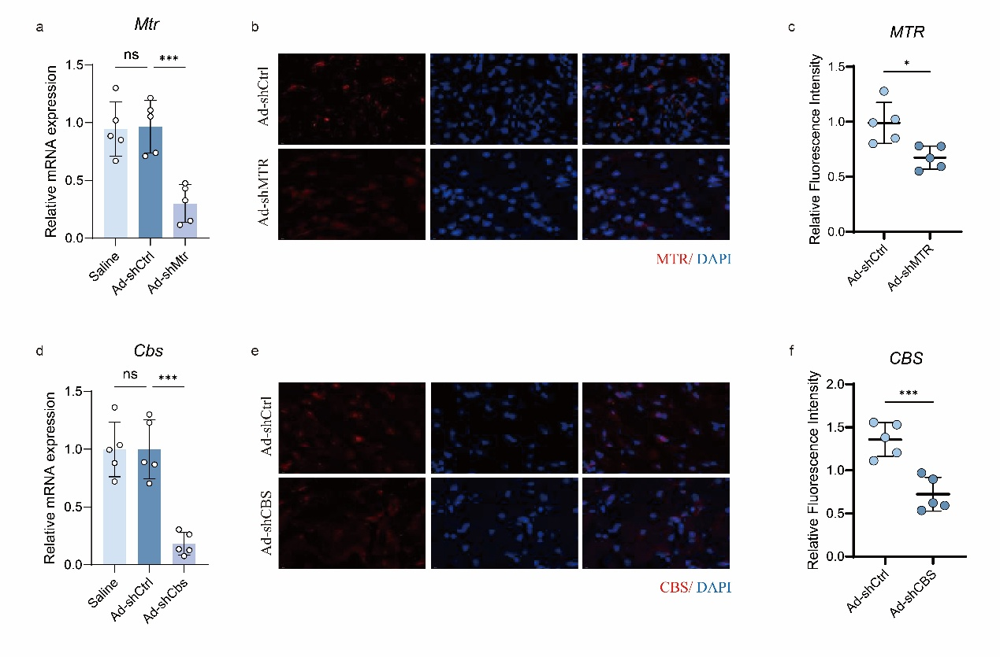 a
Mtr
Relative mRNA expression
1.5
1.0
0.5
0.0
ns
***
Saline
Ad-shCtrl
Ad-shMtr
b
Ad-shCtrl
Ad-shMTR
MTR/ DAPI
c
MTR
Relative Fluorescence Intensity
1.5
1.0
0.5
0.0
*
Ad-shCtrl
Ad-shMTR
d
Cbs
Relative mRNA expression
1.5
1.0
0.5
0.0
ns
***
Saline
Ad-shCtrl
Ad-shCbs
e
Ad-shCtrl
Ad-shCBS
CBS/ DAPI
f
CBS
Relative Fluorescence Intensity
2.0
1.5
1.0
0.5
0.0
***
Ad-shCtrl
Ad-shCBS